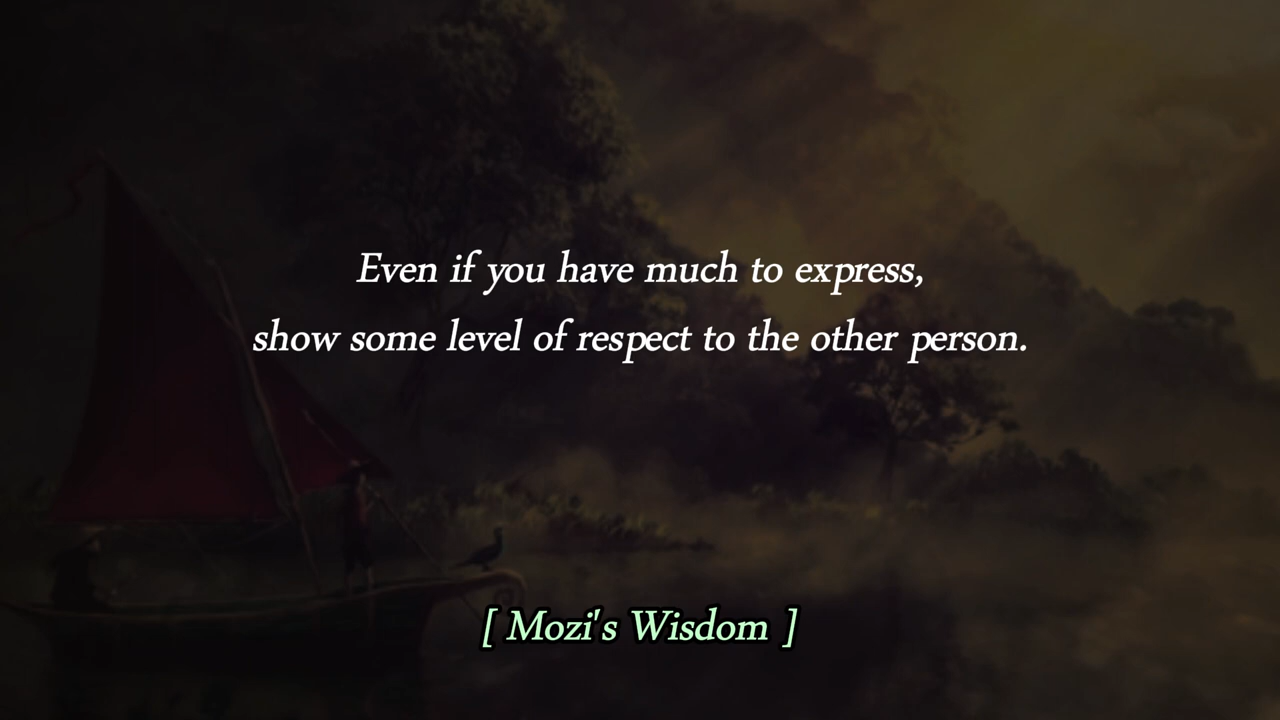 Even if you have much to express,
show some level of respect to the other person.
[ Mozi's Wisdom ]